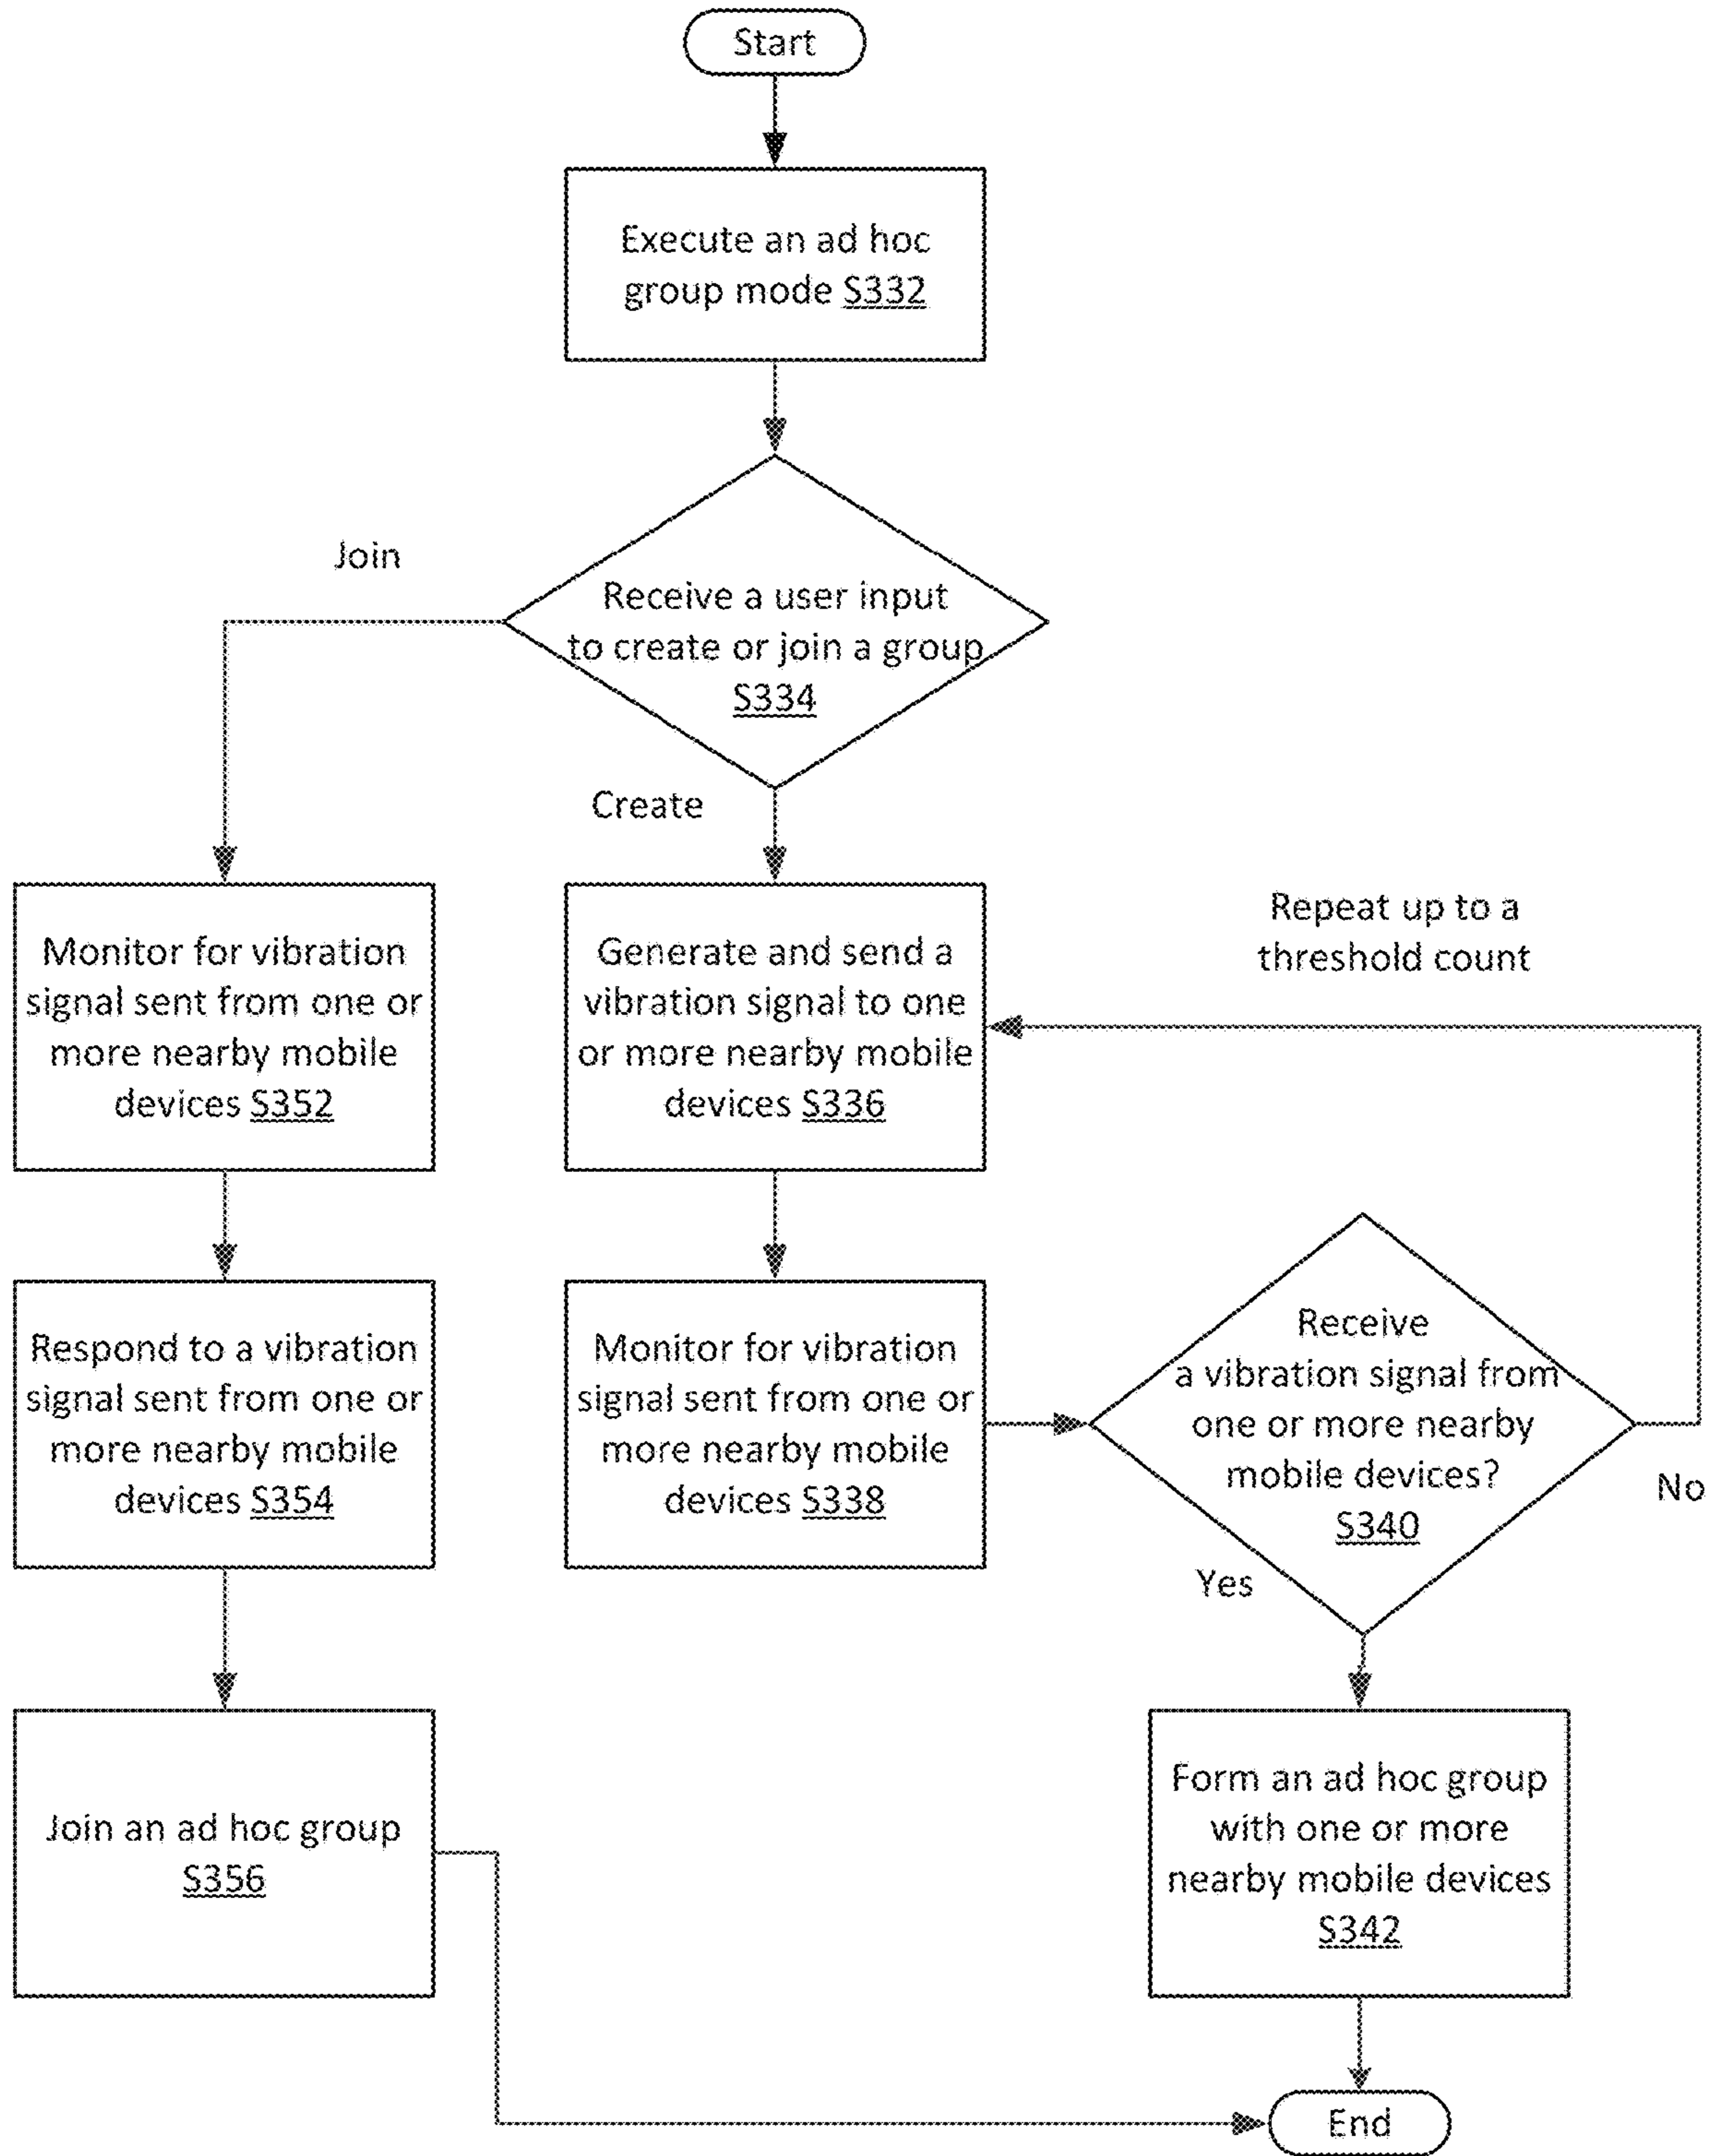 Start
Execute an ad hoc
group mode S332
Join
Receive a user input
to create or join a group
S334
Create
Monitor for vibration
signal sent from one or
more nearby mobile
devices S352
Generate and send a
vibration signal to one
or more nearby mobile
devices S336
Repeat up to a
threshold count
Respond to a vibration
signal sent from one or
more nearby mobile
devices S354
Monitor for vibration
signal sent from one or
more nearby mobile
devices S338
Receive
a vibration signal from
one or more nearby
mobile devices?
S340
No
Yes
Join an ad hoc group
S356
Form an ad hoc group
with one or more
nearby mobile devices
S342
End